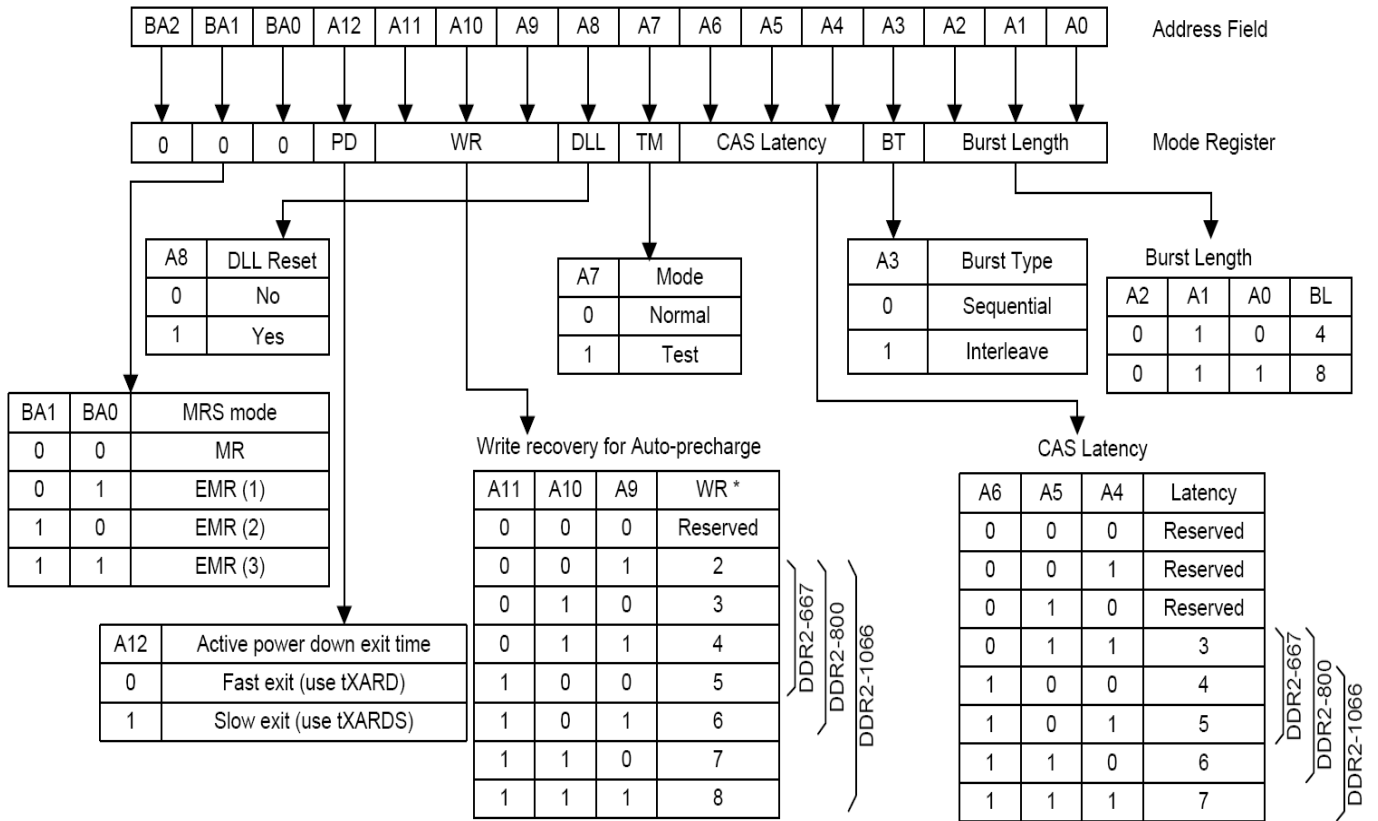 BA2 BA1 BA0 A12 A11 A10 A9 A8 A7 A6 A5 A4 A3 A2 A1 A0 Address Field
0 0 0 PD WR DLL TM CAS Latency BT Burst Length Mode Register
A8 DLL Reset
0 No
1 Yes
A7 Mode
0 Normal
1 Test
A3 Burst Type
0 Sequential
1 Interleave
Burst Length
A2 A1 A0 BL
0 1 0 4
0 1 1 8
BA1 BA0 MRS mode
0 0 MR
0 1 EMR (1)
1 0 EMR (2)
1 1 EMR (3)
A12 Active power down exit time
0 Fast exit (use tXARD)
1 Slow exit (use tXARDS)
Write recovery for Auto-precharge
A11 A10 A9 WR *
0 0 0 Reserved
0 0 1 2
0 1 0 3
0 1 1 4
1 0 0 5
1 0 1 6
1 1 0 7
1 1 1 8
DDR2-667
DDR2-800
DDR2-1066
CAS Latency
A6 A5 A4 Latency
0 0 0 Reserved
0 0 1 Reserved
0 1 0 Reserved
0 1 1 3
1 0 0 4
1 0 1 5
1 1 0 6
1 1 1 7
DDR2-667
DDR2-800
DDR2-1066